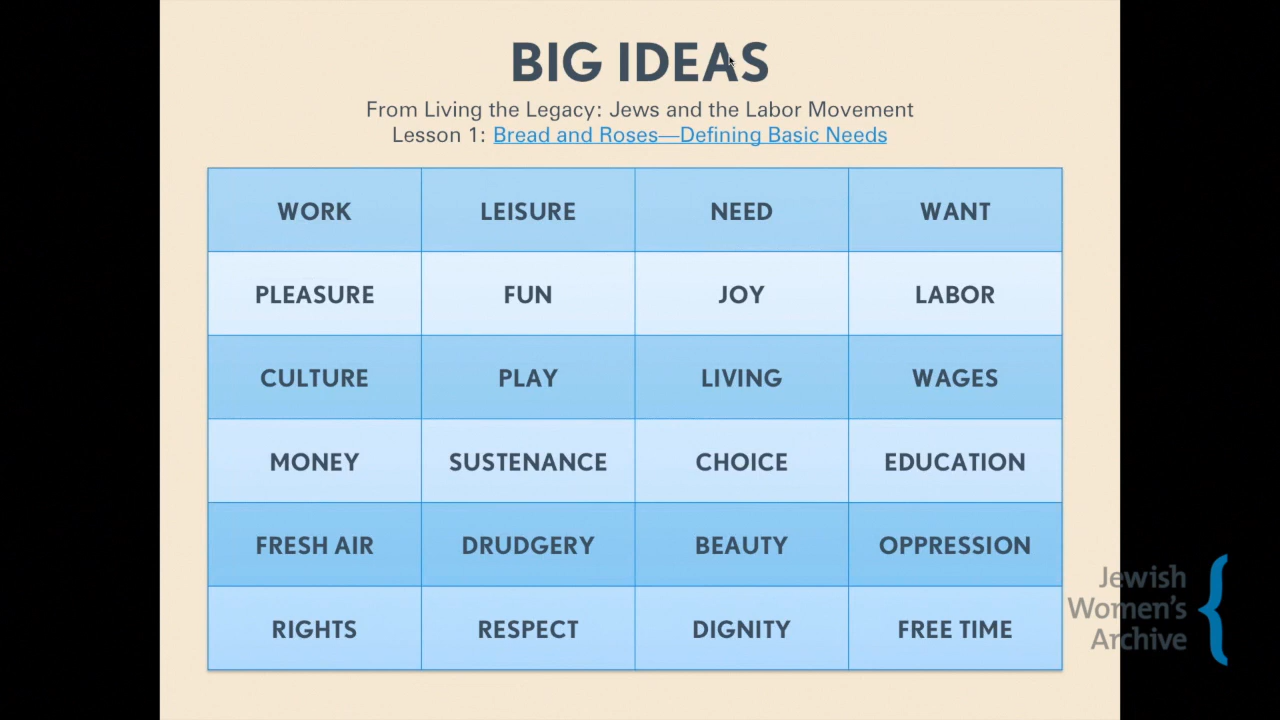 BIG IDEAS
From Living the Legacy: Jews and the Labor Movement
Lesson 1: Bread and Roses—Defining Basic Needs
WORK LEISURE NEED WANT
PLEASURE FUN JOY LABOR
CULTURE PLAY LIVING WAGES
MONEY SUSTENANCE CHOICE EDUCATION
FRESH AIR DRUDGERY BEAUTY OPPRESSION
RIGHTS RESPECT DIGNITY FREE TIME
Jewish
Women's
Archive